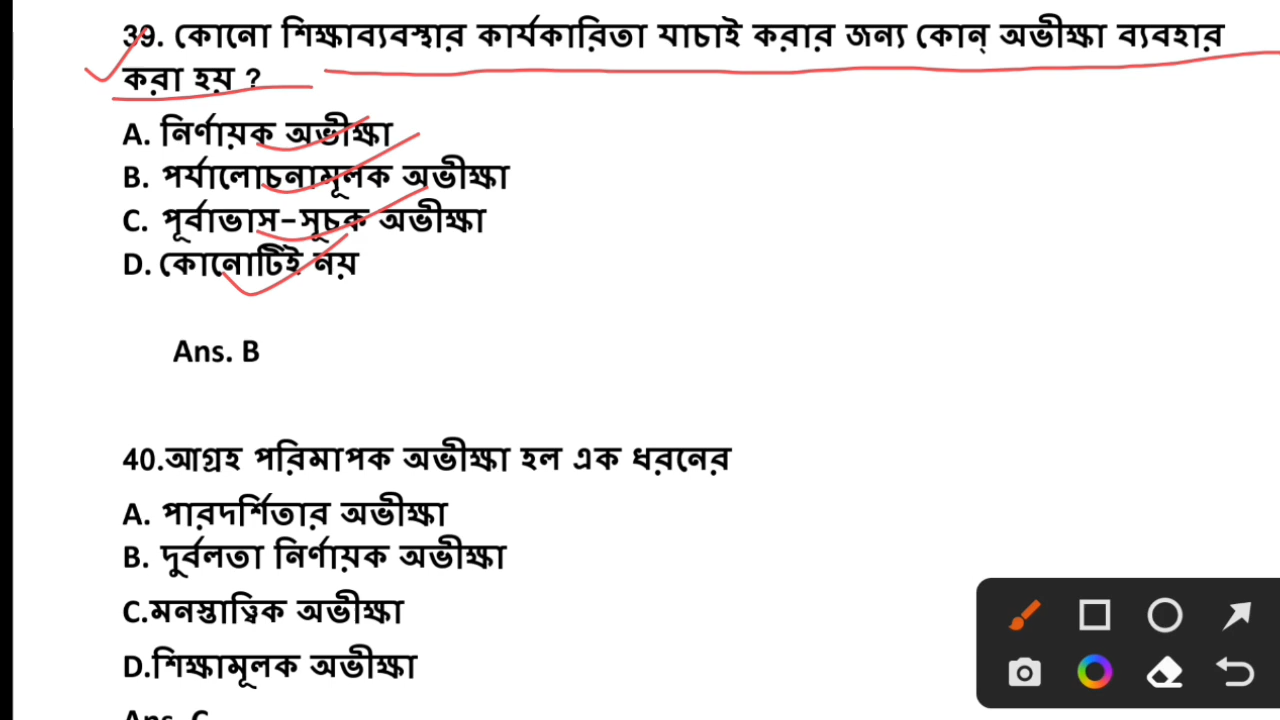 39. কোনো শিক্ষাব্যবস্থার কার্যকারিতা যাচাই করার জন্য কোন্ অভীক্ষা ব্যবহার
করা হয় ?
A. নির্ণায়ক অভীক্ষা
B. পর্যালোচনামূলক অভীক্ষা
C. পূর্বাভাস-সূচক অভীক্ষা
D. কোনোটিই নয়
Ans. B
40.আগ্রহ পরিমাপক অভীক্ষা হল এক ধরনের
A. পারদর্শিতার অভীক্ষা
B. দুর্বলতা নির্ণায়ক অভীক্ষা
C.মনস্তাত্ত্বিক অভীক্ষা
D.শিক্ষামূলক অভীক্ষা
Ans. C